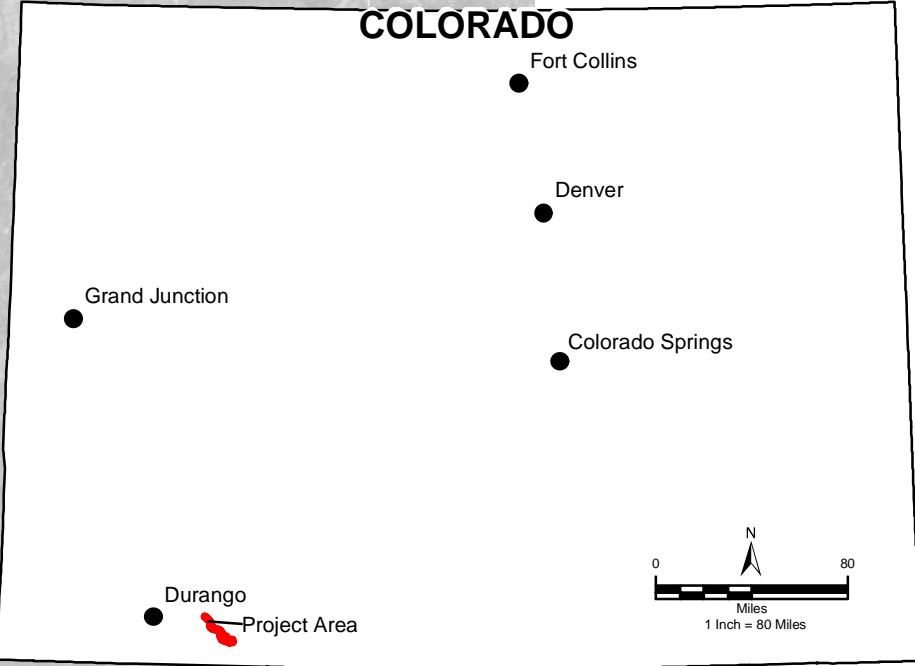 COLORADO
Fort Collins
Denver
Grand Junction
Colorado Springs
N
0 80
Miles
1 Inch = 80 Miles
Durango
Project Area